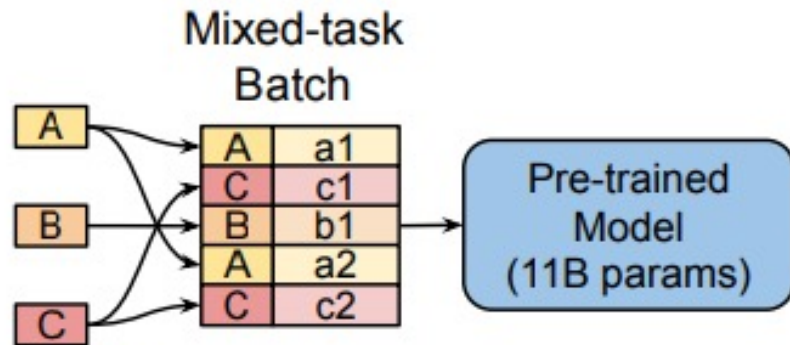 Mixed-task
Batch
A
B
C
A a1
C c1
B b1
A a2
C c2
Pre-trained
Model
(11B params)